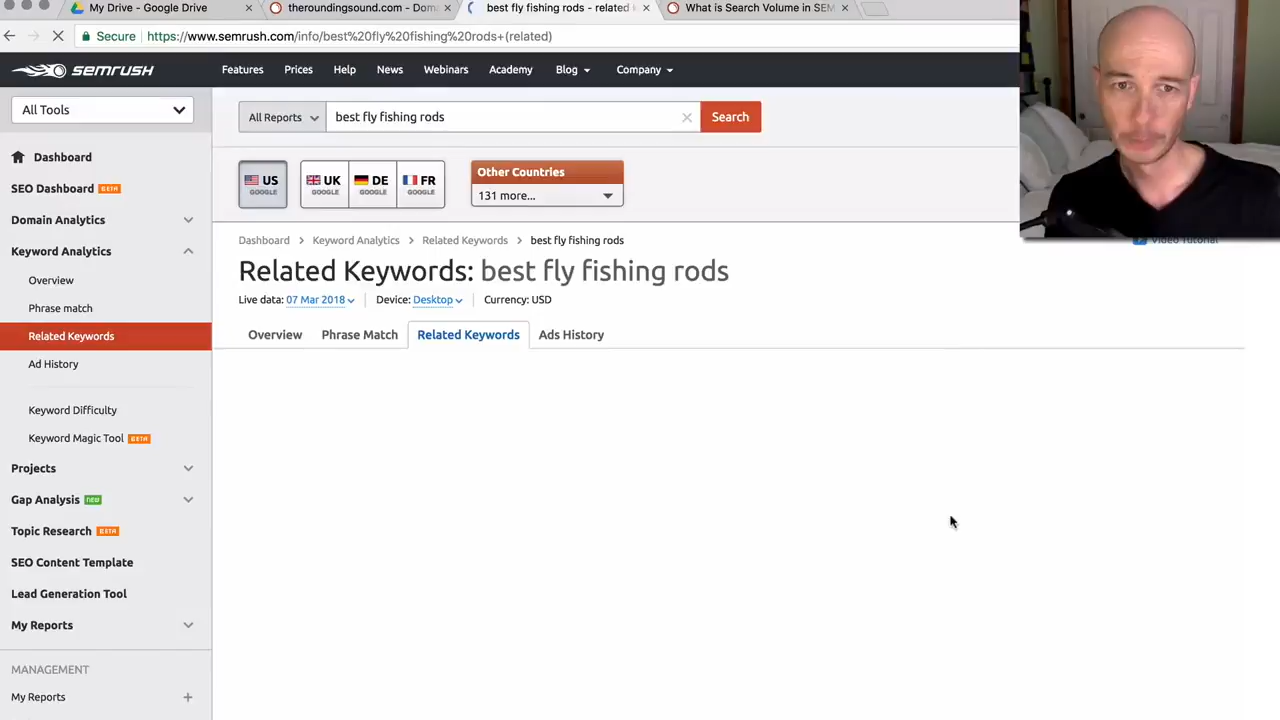 My Drive - Google Drive
theroundingsound.com - Dom
best fly fishing rods - related
What is Search Volume in SEM
Secure
https://www.semrush.com/info/best%20fly%20fishing%20rods+(related)
SEMRUSH
Features
Prices
Help
News
Webinars
Academy
Blog
Company
All Tools
All Reports
best fly fishing rods
Search
Dashboard
SEO Dashboard BETA
Domain Analytics
Keyword Analytics
Overview
Phrase match
Related Keywords
Ad History
Keyword Difficulty
Keyword Magic Tool BETA
Projects
Gap Analysis NEW
Topic Research BETA
SEO Content Template
Lead Generation Tool
My Reports
MANAGEMENT
My Reports
US
GOOGLE
UK
GOOGLE
DE
GOOGLE
FR
GOOGLE
Other Countries
131 more...
Dashboard > Keyword Analytics > Related Keywords > best fly fishing rods
Video Tutorial
Related Keywords: best fly fishing rods
Live data: 07 Mar 2018
Device: Desktop
Currency: USD
Overview
Phrase Match
Related Keywords
Ads History